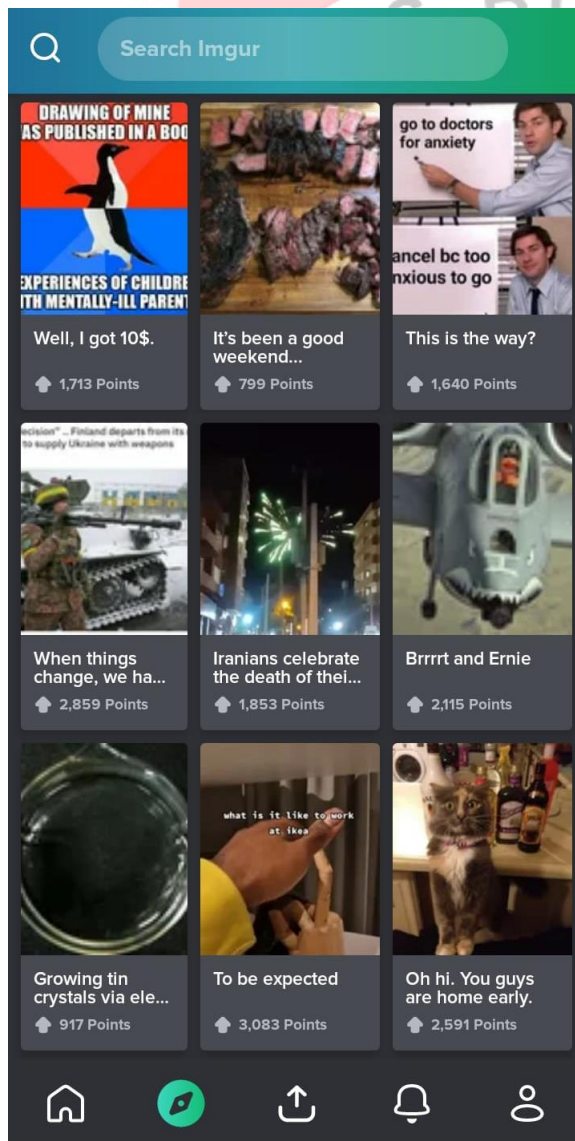 Search Imgur
DRAWING OF MINE
AS PUBLISHED IN A BOO
EXPERIENCES OF CHILDRE
ITH MENTALLY-ILL PARENT
Well, I got 10$.
1,713 Points
It's been a good
weekend...
799 Points
go to doctors
for anxiety
ancel bc too
nxious to go
This is the way?
1,640 Points
ecision" .. Finland departs from its
to supply Ukraine with weapons
When things
change, we ha...
2,859 Points
Iranians celebrate
the death of thei...
1,853 Points
Brrrrt and Ernie
2,115 Points
Growing tin
crystals via ele...
917 Points
what is it like to work
at ikea
To be expected
3,083 Points
Oh hi. You guys
are home early.
2,591 Points